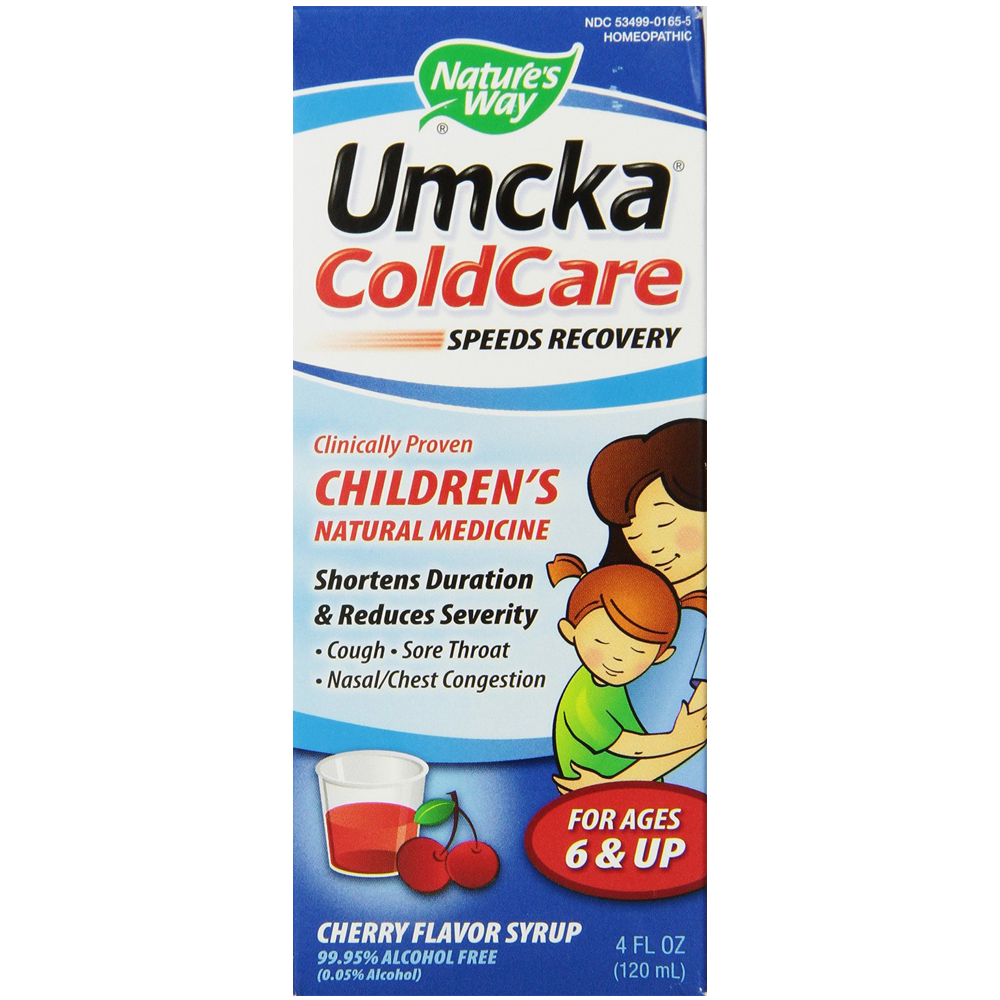 NDC 53499-0165-5
HOMEOPATHIC
Nature's
Way
®
Umcka®
ColdCare
SPEEDS RECOVERY
Clinically Proven
CHILDREN'S
NATURAL MEDICINE
Shortens Duration
& Reduces Severity
• Cough • Sore Throat
• Nasal/Chest Congestion
FOR AGES
6 & UP
CHERRY FLAVOR SYRUP
99.95% ALCOHOL FREE
(0.05% Alcohol)
4 FL OZ
(120 mL)